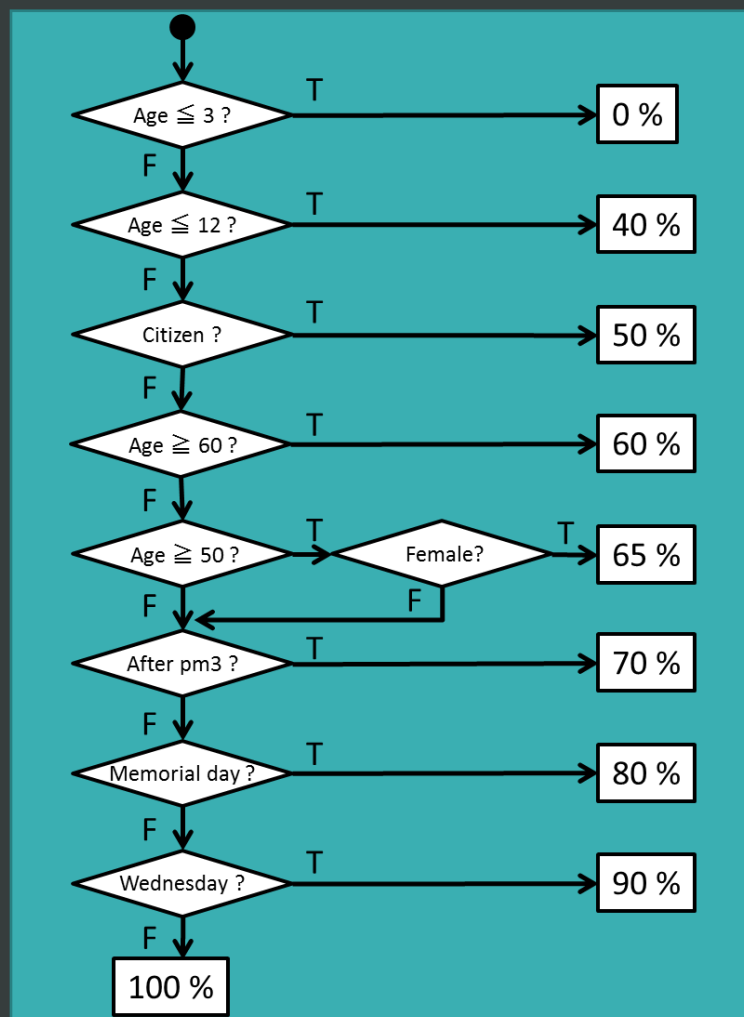 T
Age ≦ 3 ?
0 %
F
T
Age ≦ 12 ?
40 %
F
T
Citizen ?
50 %
F
T
Age ≧ 60 ?
60 %
F
T
T
Age ≧ 50 ?
Female?
65 %
F
F
T
After pm3 ?
70 %
F
T
Memorial day ?
80 %
F
T
Wednesday ?
90 %
F
100 %